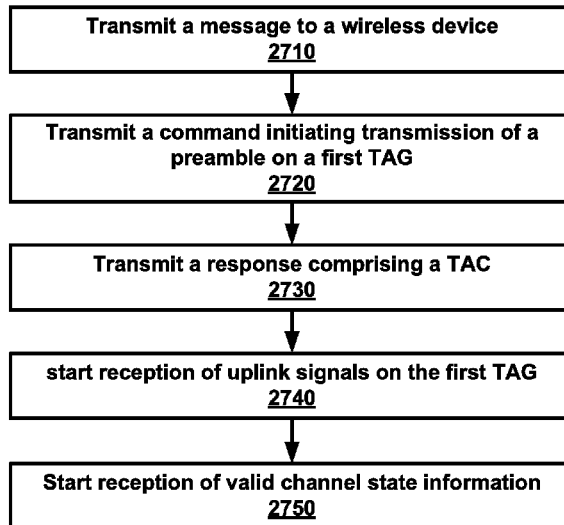 Transmit a message to a wireless device
2710
Transmit a command initiating transmission of a
preamble on a first TAG
2720
Transmit a response comprising a TAC
2730
start reception of uplink signals on the first TAG
2740
Start reception of valid channel state information
2750